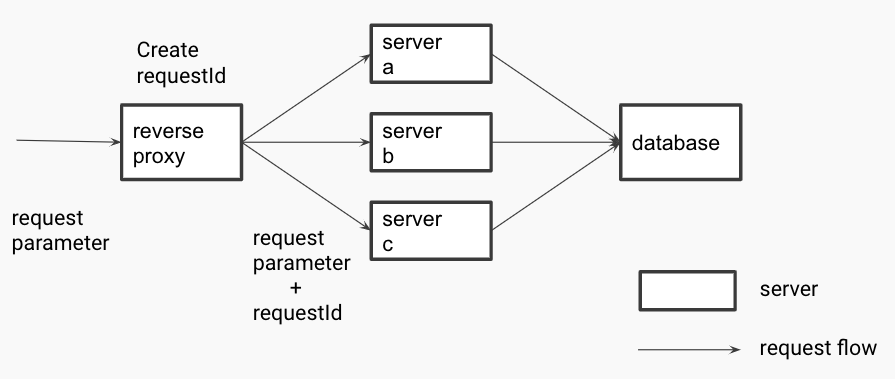 Create
requestId
server
a
reverse
proxy
server
b
database
request
parameter
server
c
request
parameter
+
requestId
server
request flow